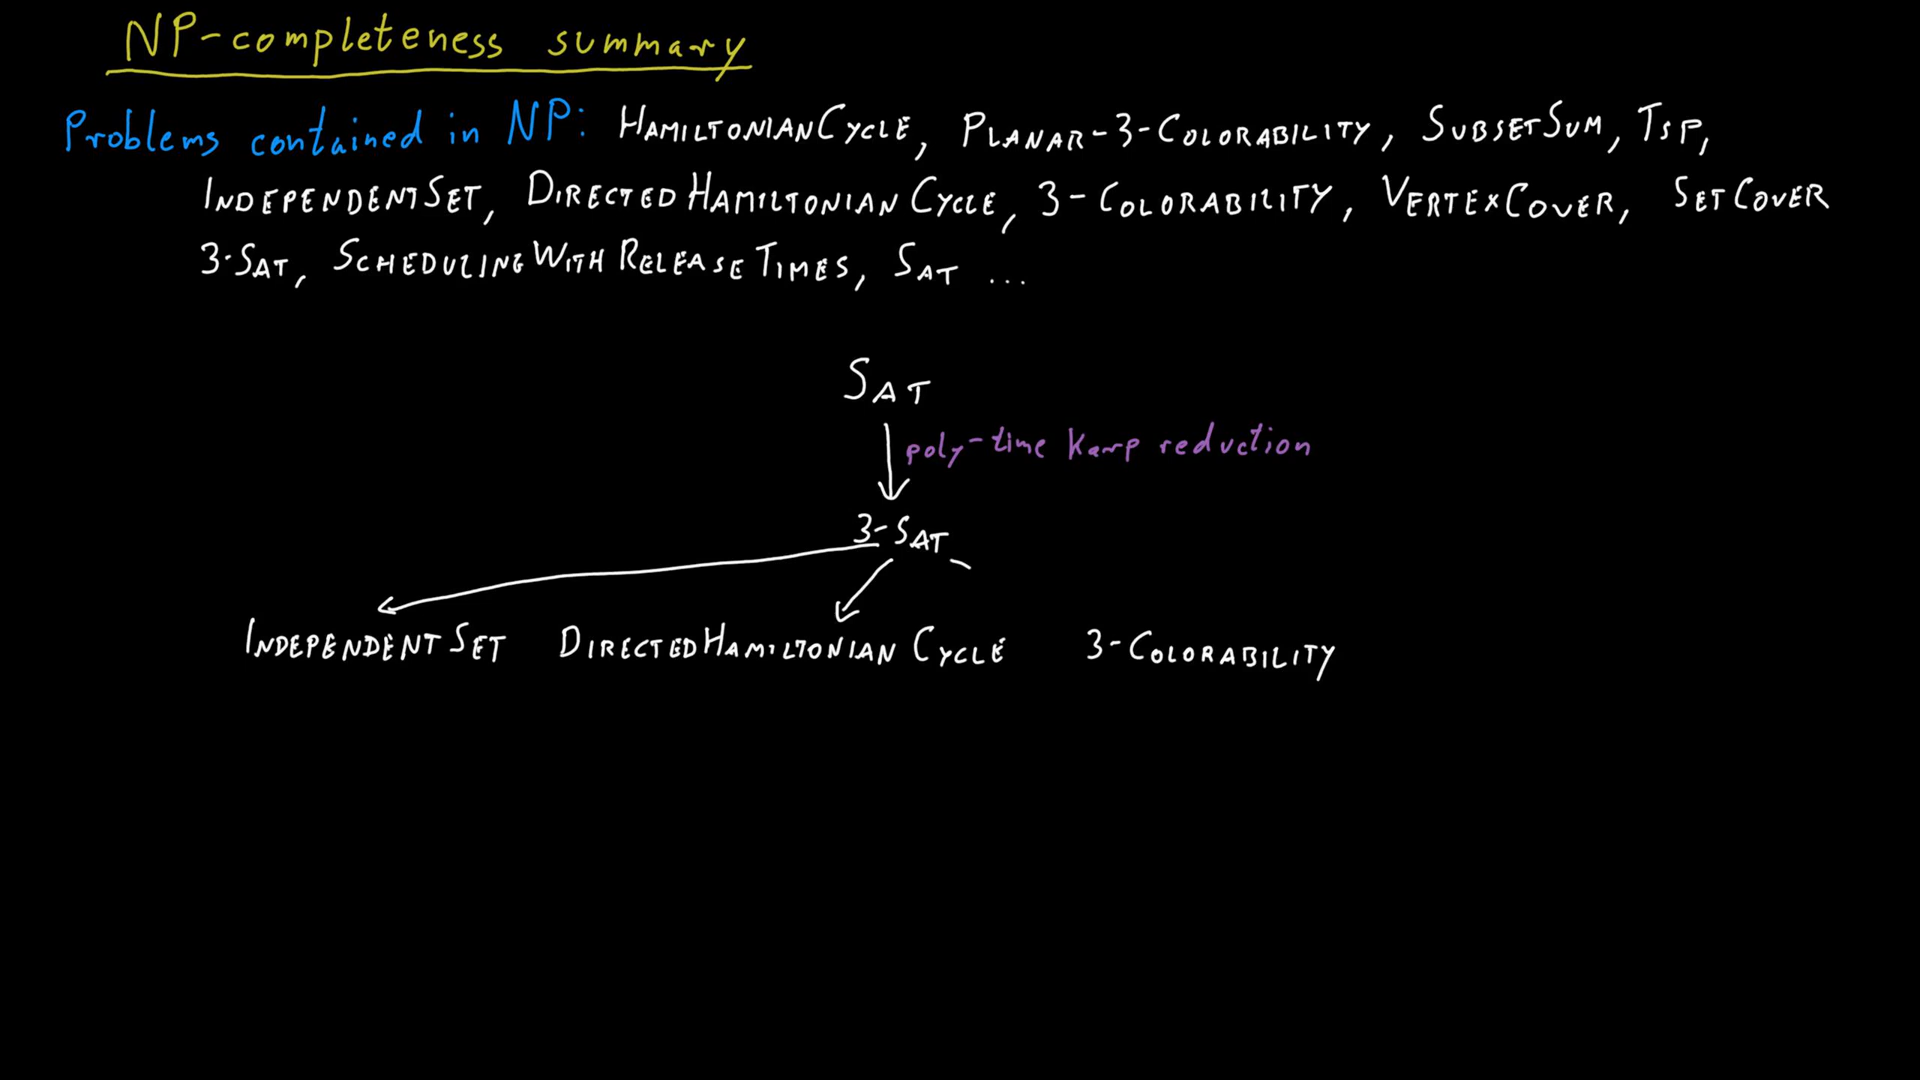 NP-completeness summary
Problems contained in NP: HAMILTONIANCYCLE, PLANAR-3-COLORABILITY, SUBSETSUM, TSP,
INDEPENDENTSET, DIRECTEDHAMILTONIANCYCLE, 3-COLORABILITY, VERTEXCOVER, SETCOVER
3-SAT, SCHEDULINGWITHRELEASETIMES, SAT ...
SAT
poly-time Karp reduction
3-SAT
INDEPENDENTSET DIRECTEDHAMILTONIANCYCLE 3-COLORABILITY